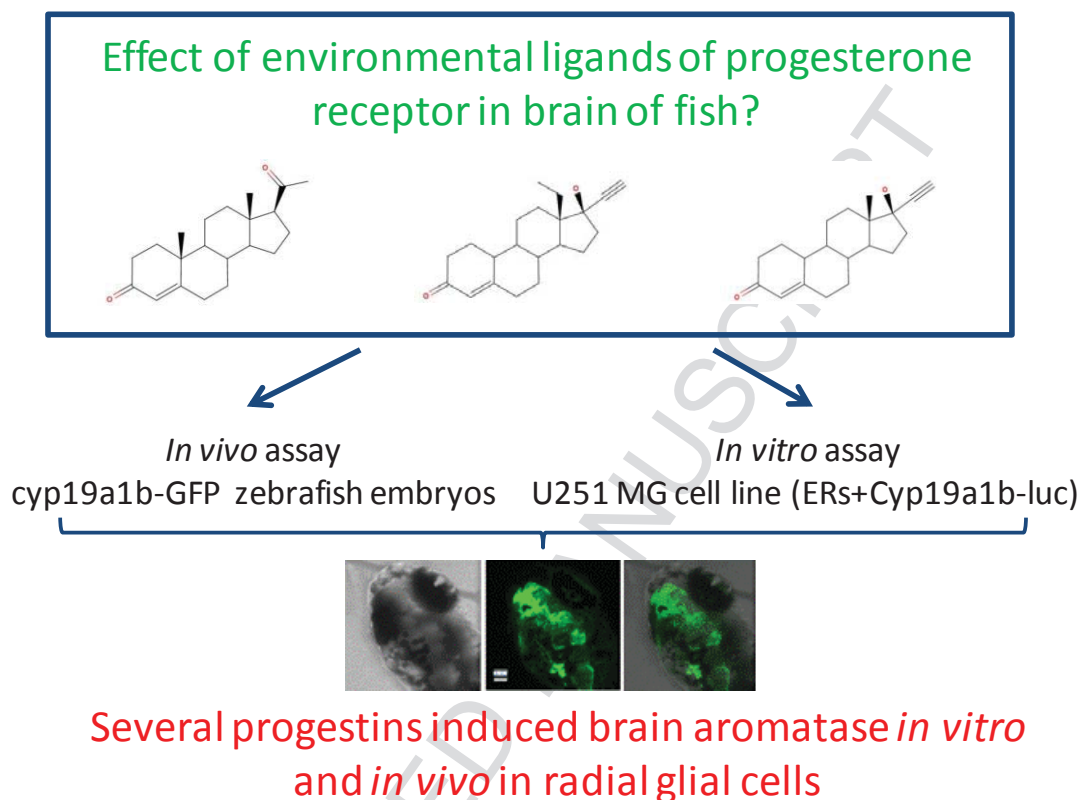 Effect of environmental ligands of progesterone
receptor in brain of fish?
O
O
O
O
O
O
In vivo assay
cyp19a1b-GFP zebrafish embryos
In vitro assay
U251 MG cell line (ERs+Cyp19a1b-luc)
Several progestins induced brain aromatase in vitro
and in vivo in radial glial cells
ED MANUSCRIPT